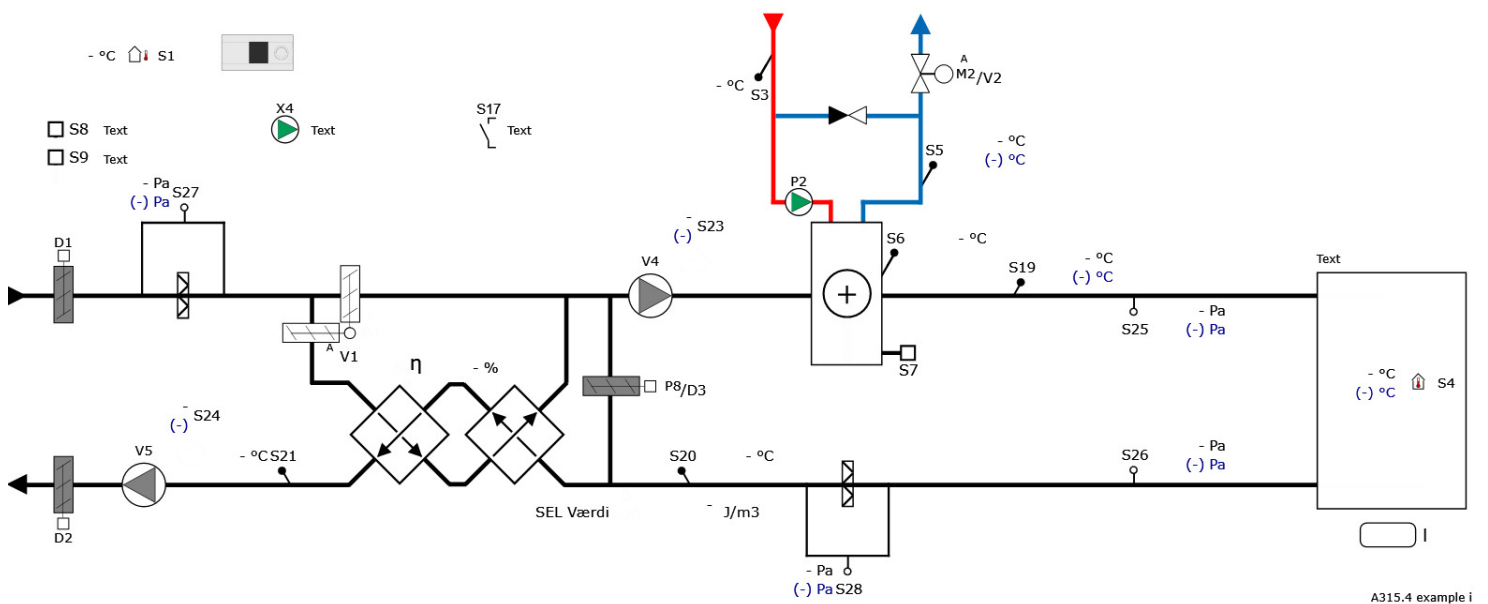 - °C S1
A
M2/V2
- °C
S3
X4
S17
S8 Text
Text
Text
S9 Text
- °C
S5
(-) °C
- Pa
S27
(-) Pa
P2
-
S23
(-)
D1
S6
- °C
V4
S19
- °C
(-) °C
Text
- Pa
S25
(-) Pa
A
V1
η
- %
S7
- °C
S4
(-) °C
P8/D3
-
S24
(-)
V5
- °C S21
S20
- °C
S26
- Pa
(-) Pa
SEL Værdi
- J/m3
D2
I
- Pa
(-) Pa S28
A315.4 example i